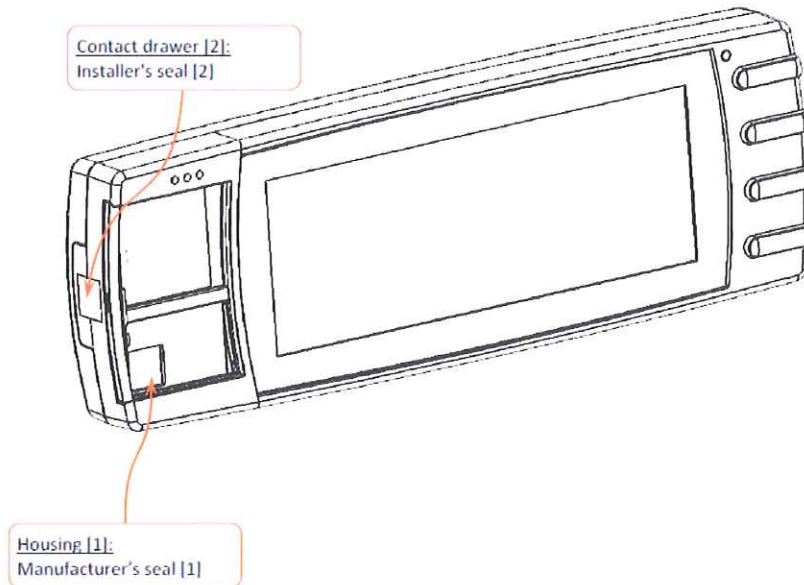 Contact drawer [2]:
Installer's seal [2]
Housing [1]:
Manufacturer's seal [1]